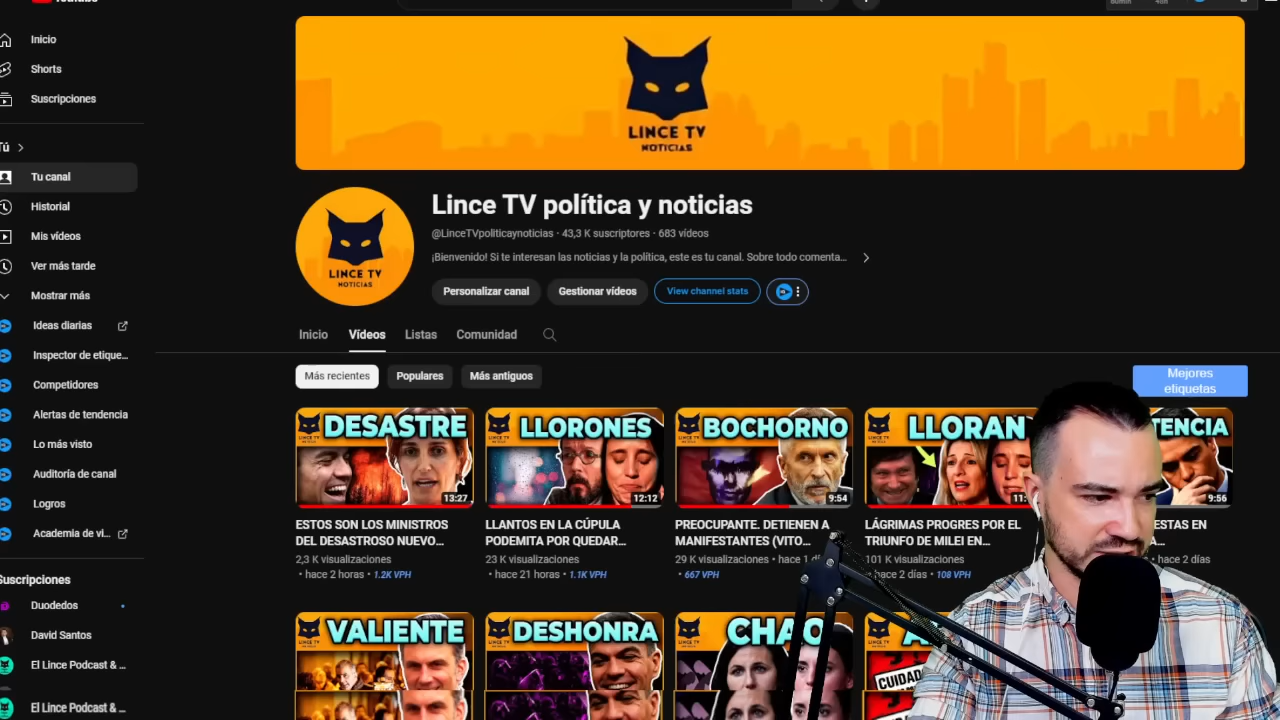 Inicio
Shorts
Suscripciones
Tú
Tu canal
Historial
Mis vídeos
Ver más tarde
Mostrar más
Ideas diarias
Inspector de etique...
Competidores
Alertas de tendencia
Lo más visto
Auditoría de canal
Logros
Academia de vi...
Suscripciones
Duodedos
David Santos
El Lince Podcast & ...
El Lince Podcast & ...
LINCE TV
NOTICIAS
LINCE TV
NOTICIAS
Lince TV política y noticias
@LinceTVpoliticaynoticias · 43,3 K suscriptores · 683 vídeos
¡Bienvenido! Si te interesan las noticias y la política, este es tu canal. Sobre todo comenta...
Personalizar canal
Gestionar vídeos
View channel stats
Inicio
Vídeos
Listas
Comunidad
Más recientes
Populares
Más antiguos
Mejores
etiquetas
DESASTRE
13:27
ESTOS SON LOS MINISTROS
DEL DESASTROSO NUEVO...
2,3 K visualizaciones
• hace 2 horas • 1.2K VPH
LLORONES
12:12
LLANTOS EN LA CÚPULA
PODEMITA POR QUEDAR...
23 K visualizaciones
• hace 21 horas • 1.1K VPH
BOCHORNO
9:54
PREOCUPANTE. DETIENEN A
MANIFESTANTES (VITO...
29 K visualizaciones • hace 1
• 667 VPH
LLORAN
11:
LÁGRIMAS PROGRES POR EL
TRIUNFO DE MILEI EN...
101 K visualizaciones
hace 2 días • 108 VPH
TENCIA
9:56
ESTAS EN
hace 2 días
VALIENTE
DESHONRA
CHAO
CUIDAD